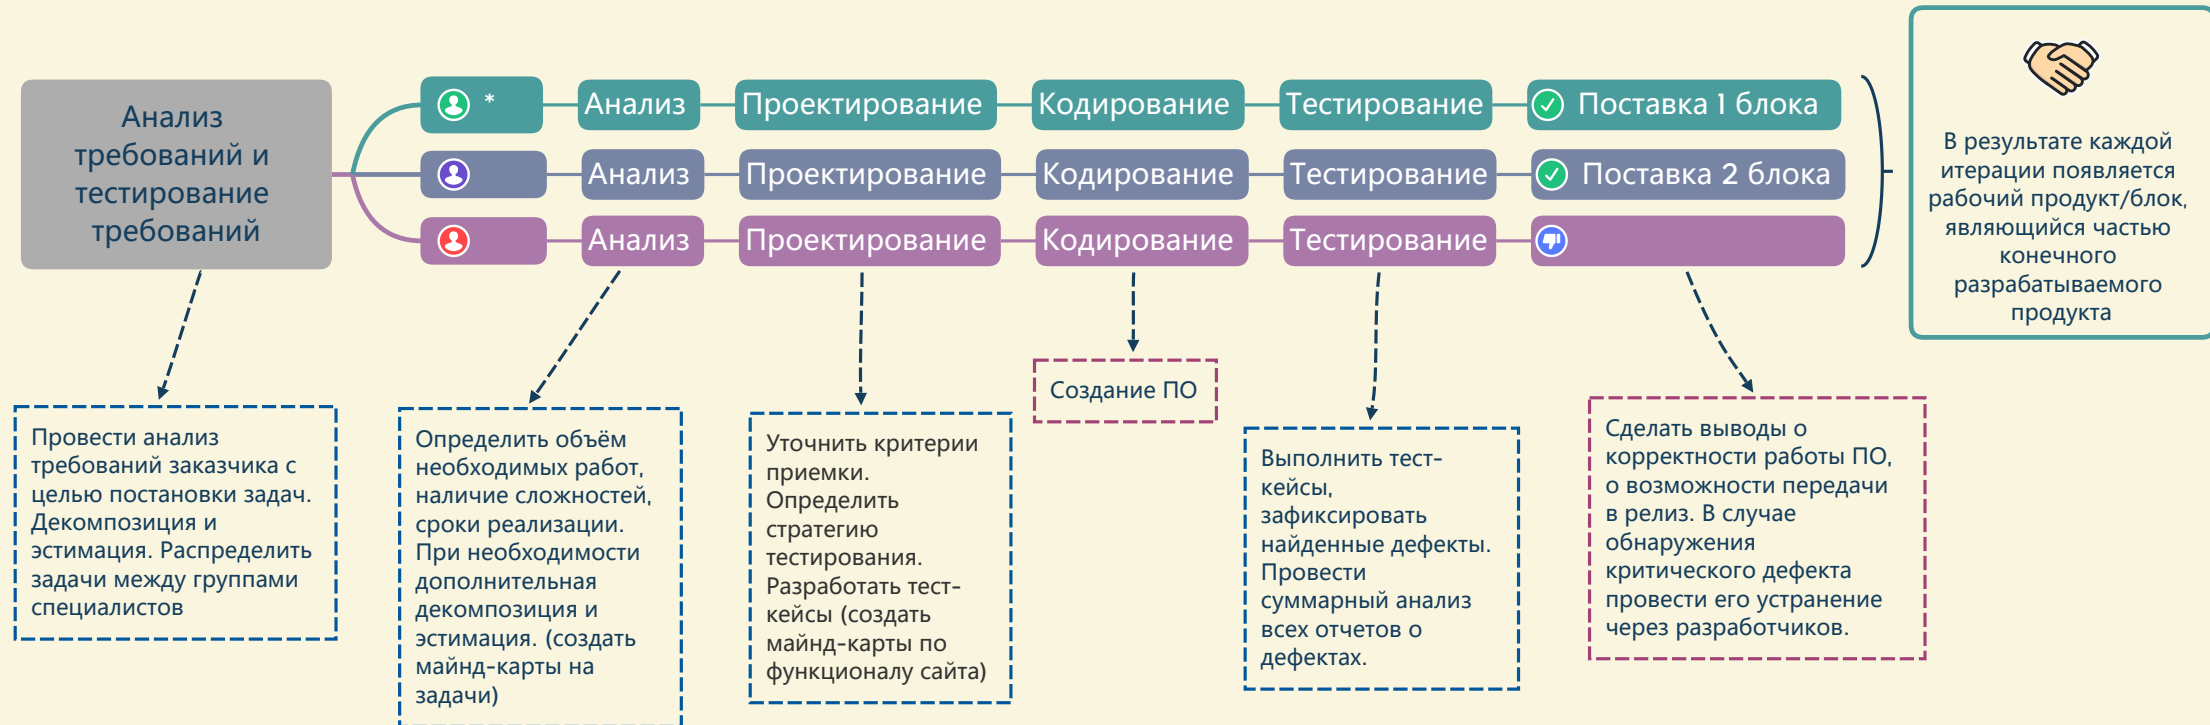 Анализ
требований и
тестирование
требований
*
Анализ
Проектирование
Кодирование
Тестирование
Поставка 1 блока
Анализ
Проектирование
Кодирование
Тестирование
Поставка 2 блока
Анализ
Проектирование
Кодирование
Тестирование
В результате каждой
итерации появляется
рабочий продукт/блок,
являющийся частью
конечного
разрабатываемого
продукта
Провести анализ
требований заказчика с
целью постановки задач.
Декомпозиция и
эстимация. Распределить
задачи между группами
специалистов
Определить объём
необходимых работ,
наличие сложностей,
сроки реализации.
При необходимости
дополнительная
декомпозиция и
эстимация. (создать
майнд-карты на
задачи)
Уточнить критерии
приемки.
Определить
стратегию
тестирования.
Разработать тест-
кейсы (создать
майнд-карты по
функционалу сайта)
Создание ПО
Выполнить тест-
кейсы,
зафиксировать
найденные дефекты.
Провести
суммарный анализ
всех отчетов о
дефектах.
Сделать выводы о
корректности работы ПО,
о возможности передачи
в релиз. В случае
обнаружения
критического дефекта
провести его устранение
через разработчиков.